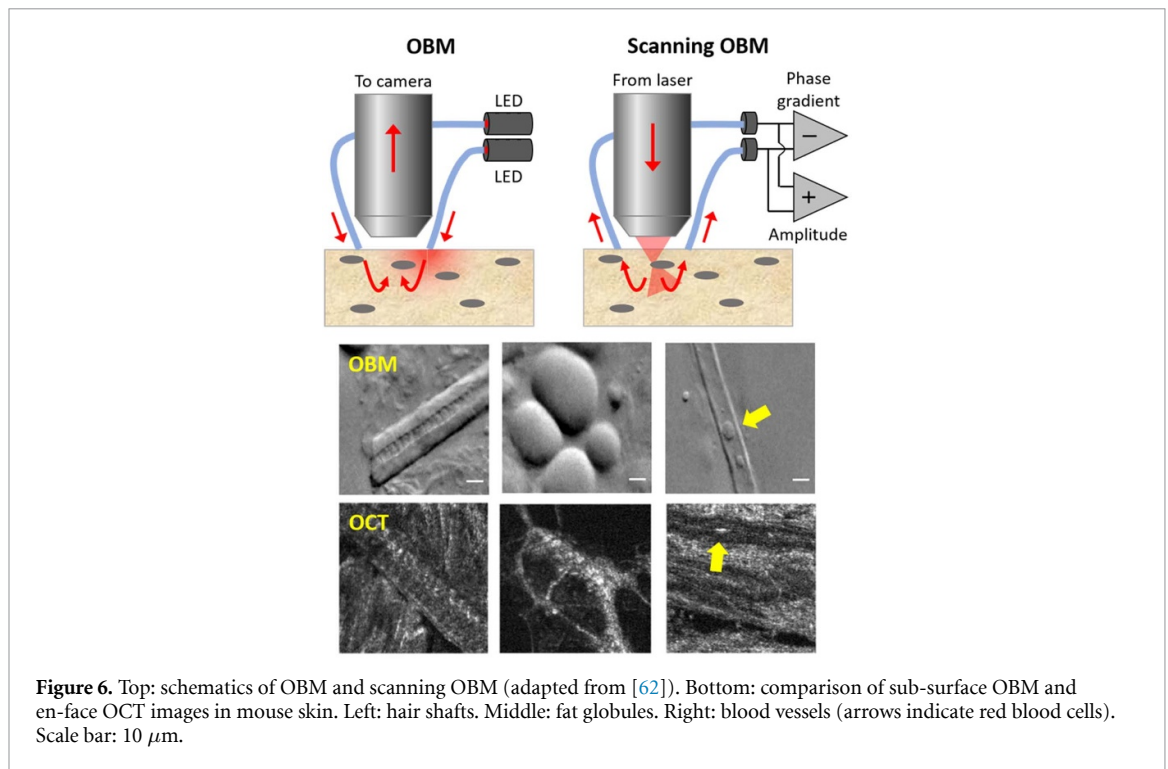 OBM
Scanning OBM
To camera
LED
LED
From laser
Phase
gradient
−
+
Amplitude
OBM
OCT
Figure 6. Top: schematics of OBM and scanning OBM (adapted from [62]). Bottom: comparison of sub-surface OBM and
en-face OCT images in mouse skin. Left: hair shafts. Middle: fat globules. Right: blood vessels (arrows indicate red blood cells).
Scale bar: 10 μm.